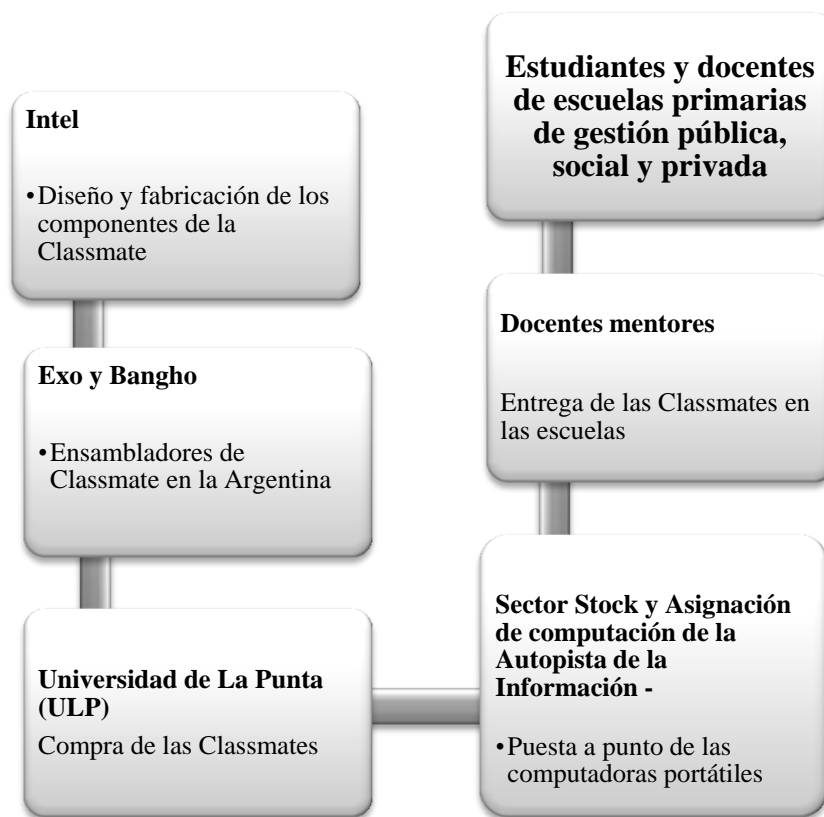 Intel
•Diseño y fabricación de los
componentes de la
Classmate
Exo y Bangho
•Ensambladores de
Classmate en la Argentina
Universidad de La Punta
(ULP)
Compra de las Classmates
Sector Stock y Asignación
de computación de la
Autopista de la
Información -
•Puesta a punto de las
computadoras portátiles
Docentes mentores
Entrega de las Classmates en
las escuelas
Estudiantes y docentes
de escuelas primarias
de gestión pública,
social y privada